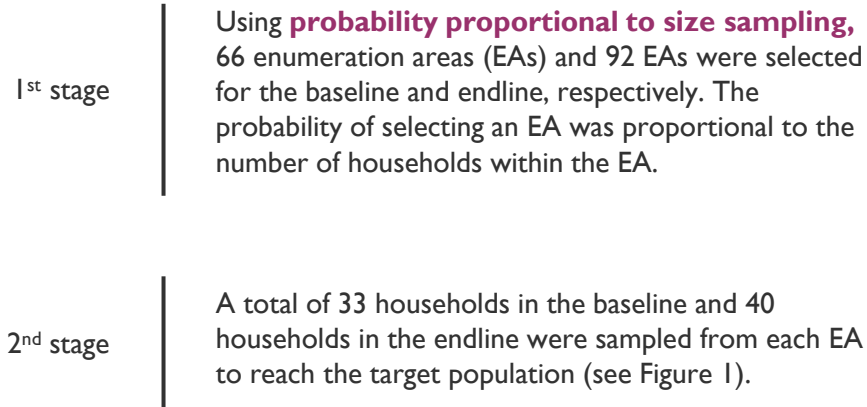 Using probability proportional to size sampling,
66 enumeration areas (EAs) and 92 EAs were selected
1st stage
for the baseline and endline, respectively. The
probability of selecting an EA was proportional to the
number of households within the EA.
A total of 33 households in the baseline and 40
2nd stage
households in the endline were sampled from each EA
to reach the target population (see Figure 1).